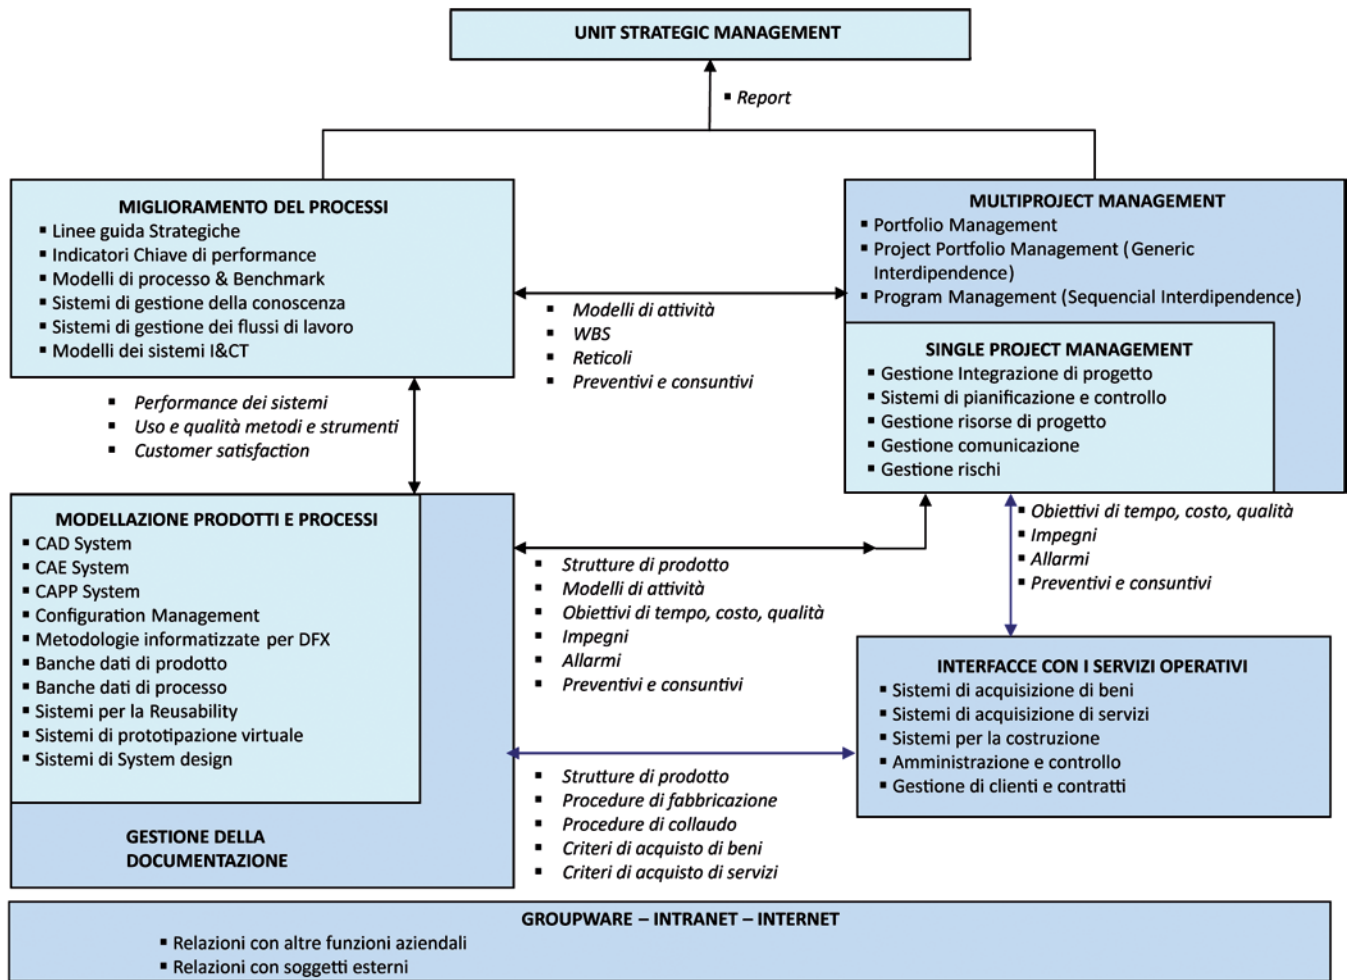 UNIT STRATEGIC MANAGEMENT
▪ Report
MIGLIORAMENTO DEL PROCESSI
▪ Linee guida Strategiche
▪ Indicatori Chiave di performance
▪ Modelli di processo & Benchmark
▪ Sistemi di gestione della conoscenza
▪ Sistemi di gestione dei flussi di lavoro
▪ Modelli dei sistemi I&CT
MULTIPROJECT MANAGEMENT
▪ Portfolio Management
▪ Project Portfolio Management (Generic
Interdipendence)
▪ Program Management (Sequencial Interdipendence)
SINGLE PROJECT MANAGEMENT
▪ Gestione Integrazione di progetto
▪ Sistemi di pianificazione e controllo
▪ Gestione risorse di progetto
▪ Gestione comunicazione
▪ Gestione rischi
▪ Modelli di attività
▪ WBS
▪ Reticoli
▪ Preventivi e consuntivi
▪ Performance dei sistemi
▪ Uso e qualità metodi e strumenti
▪ Customer satisfaction
MODELLAZIONE PRODOTTI E PROCESSI
▪ CAD System
▪ CAE System
▪ CAPP System
▪ Configuration Management
▪ Metodologie informatizzate per DFX
▪ Banche dati di prodotto
▪ Banche dati di processo
▪ Sistemi per la Reusability
▪ Sistemi di prototipazione virtuale
▪ Sistemi di System design
GESTIONE DELLA
DOCUMENTAZIONE
▪ Strutture di prodotto
▪ Modelli di attività
▪ Obiettivi di tempo, costo, qualità
▪ Impegni
▪ Allarmi
▪ Preventivi e consuntivi
▪ Obiettivi di tempo, costo, qualità
▪ Impegni
▪ Allarmi
▪ Preventivi e consuntivi
INTERFACCE CON I SERVIZI OPERATIVI
▪ Sistemi di acquisizione di beni
▪ Sistemi di acquisizione di servizi
▪ Sistemi per la costruzione
▪ Amministrazione e controllo
▪ Gestione di clienti e contratti
▪ Strutture di prodotto
▪ Procedure di fabbricazione
▪ Procedure di collaudo
▪ Criteri di acquisto di beni
▪ Criteri di acquisto di servizi
GROUPWARE – INTRANET – INTERNET
▪ Relazioni con altre funzioni aziendali
▪ Relazioni con soggetti esterni